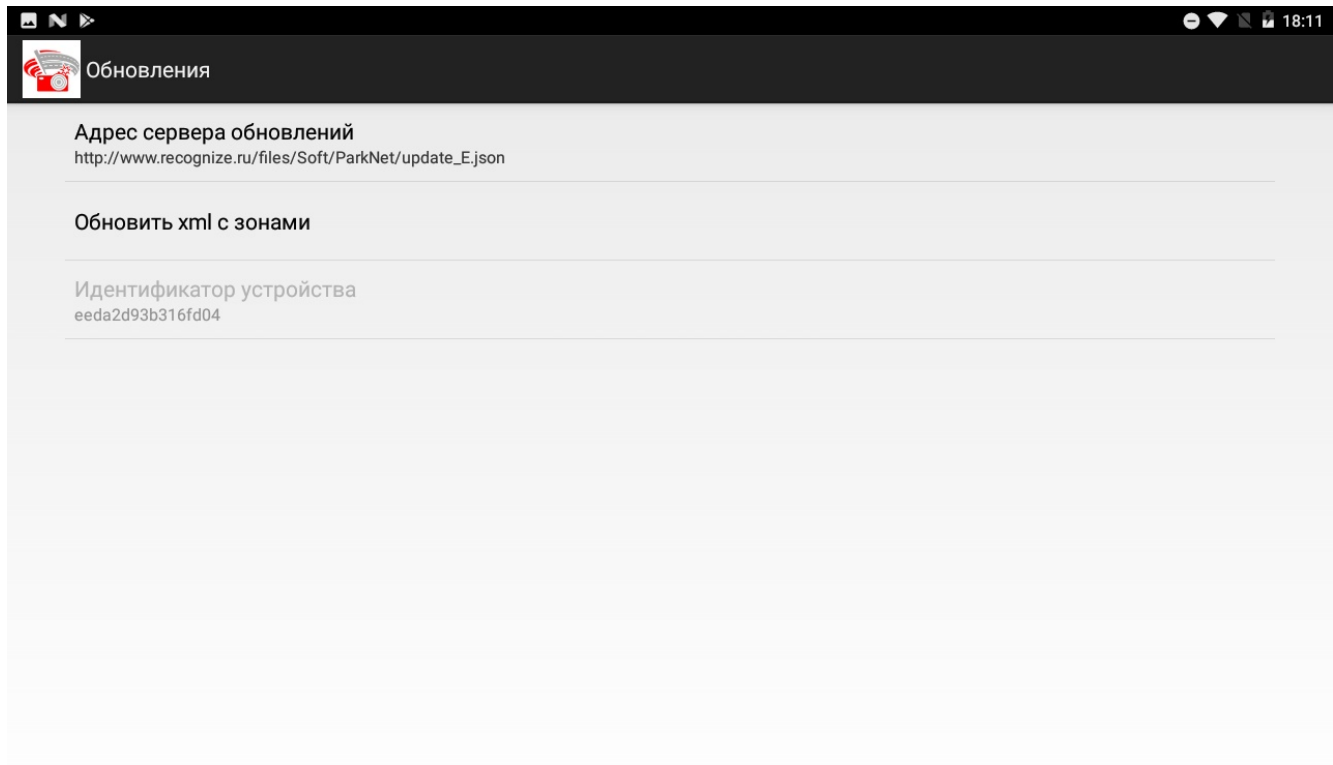 18:11
Обновления
Адрес сервера обновлений
http://www.recognize.ru/files/Soft/ParkNet/update_E.json
Обновить xml с зонами
Идентификатор устройства
eeda2d93b316fd04